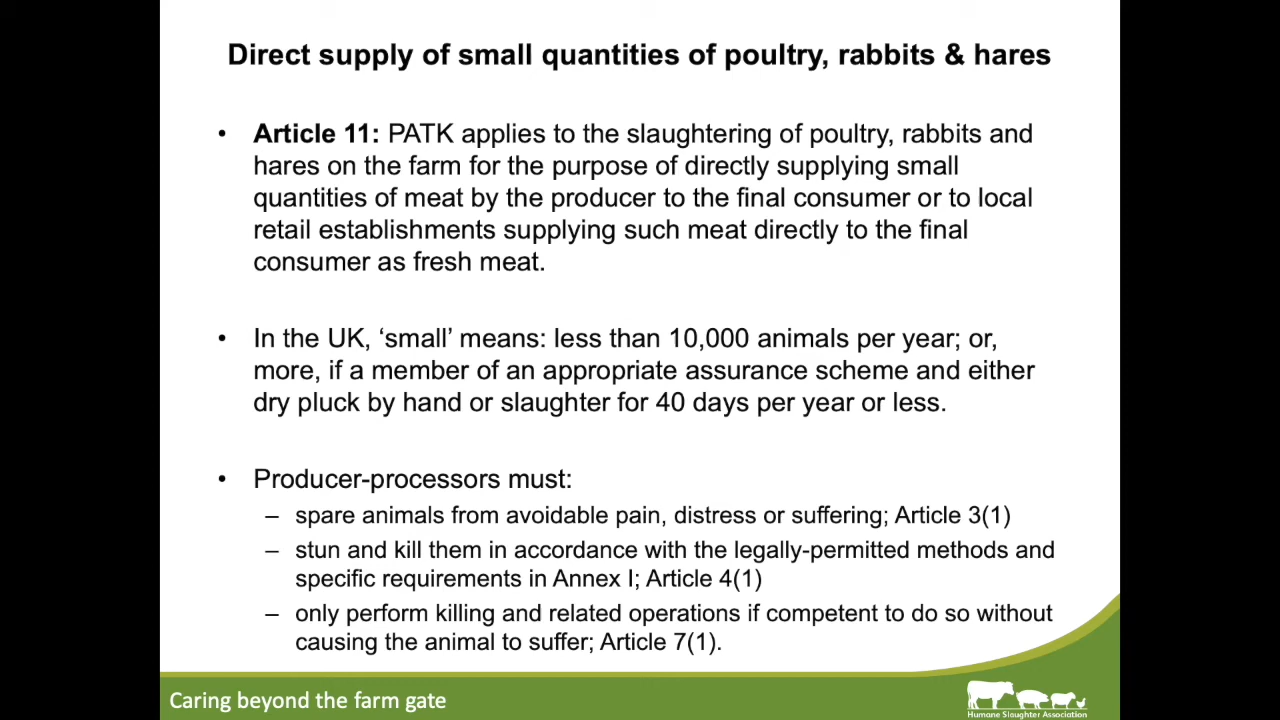 Direct supply of small quantities of poultry, rabbits & hares
• Article 11: PATK applies to the slaughtering of poultry, rabbits and
hares on the farm for the purpose of directly supplying small
quantities of meat by the producer to the final consumer or to local
retail establishments supplying such meat directly to the final
consumer as fresh meat.
• In the UK, ‘small’ means: less than 10,000 animals per year; or,
more, if a member of an appropriate assurance scheme and either
dry pluck by hand or slaughter for 40 days per year or less.
• Producer-processors must:
– spare animals from avoidable pain, distress or suffering; Article 3(1)
– stun and kill them in accordance with the legally-permitted methods and
specific requirements in Annex I; Article 4(1)
– only perform killing and related operations if competent to do so without
causing the animal to suffer; Article 7(1).
Caring beyond the farm gate
Humane Slaughter Association